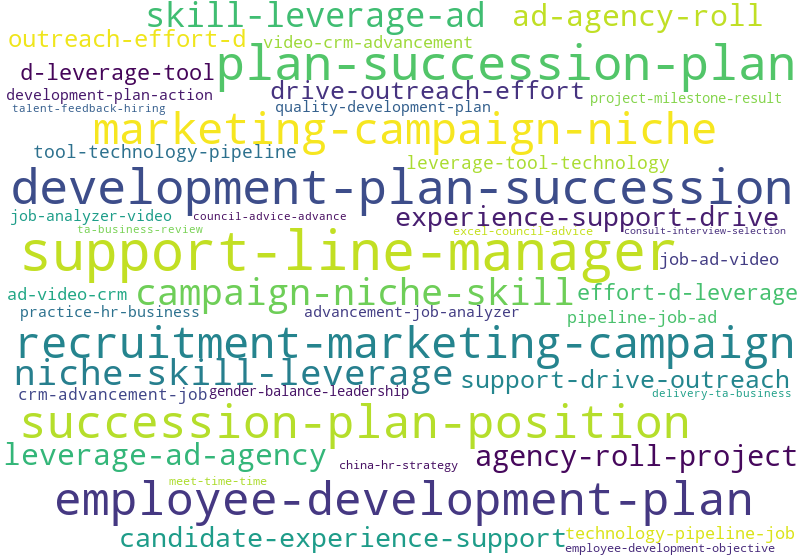 skill-leverage-ad
ad-agency-roll
outreach-effort-d
video-crm-advancement
d-leverage-tool
plan-succession-plan
development-plan-action
drive-outreach-effort
project-milestone-result
talent-feedback-hiring
quality-development-plan
marketing-campaign-niche
tool-technology-pipeline
leverage-tool-technology
development-plan-succession
job-analyzer-video
council-advice-advance
experience-support-drive
ta-business-review
excel-council-advice
consult-interview-selection
support-line-manager
job-ad-video
ad-video-crm
campaign-niche-skill
effort-d-leverage
practice-hr-business
advancement-job-analyzer
pipeline-job-ad
recruitment-marketing-campaign
niche-skill-leverage
support-drive-outreach
crm-advancement-job
gender-balance-leadership
delivery-ta-business
succession-plan-position
leverage-ad-agency
china-hr-strategy
agency-roll-project
meet-time-time
employee-development-plan
candidate-experience-support
technology-pipeline-job
employee-development-objective